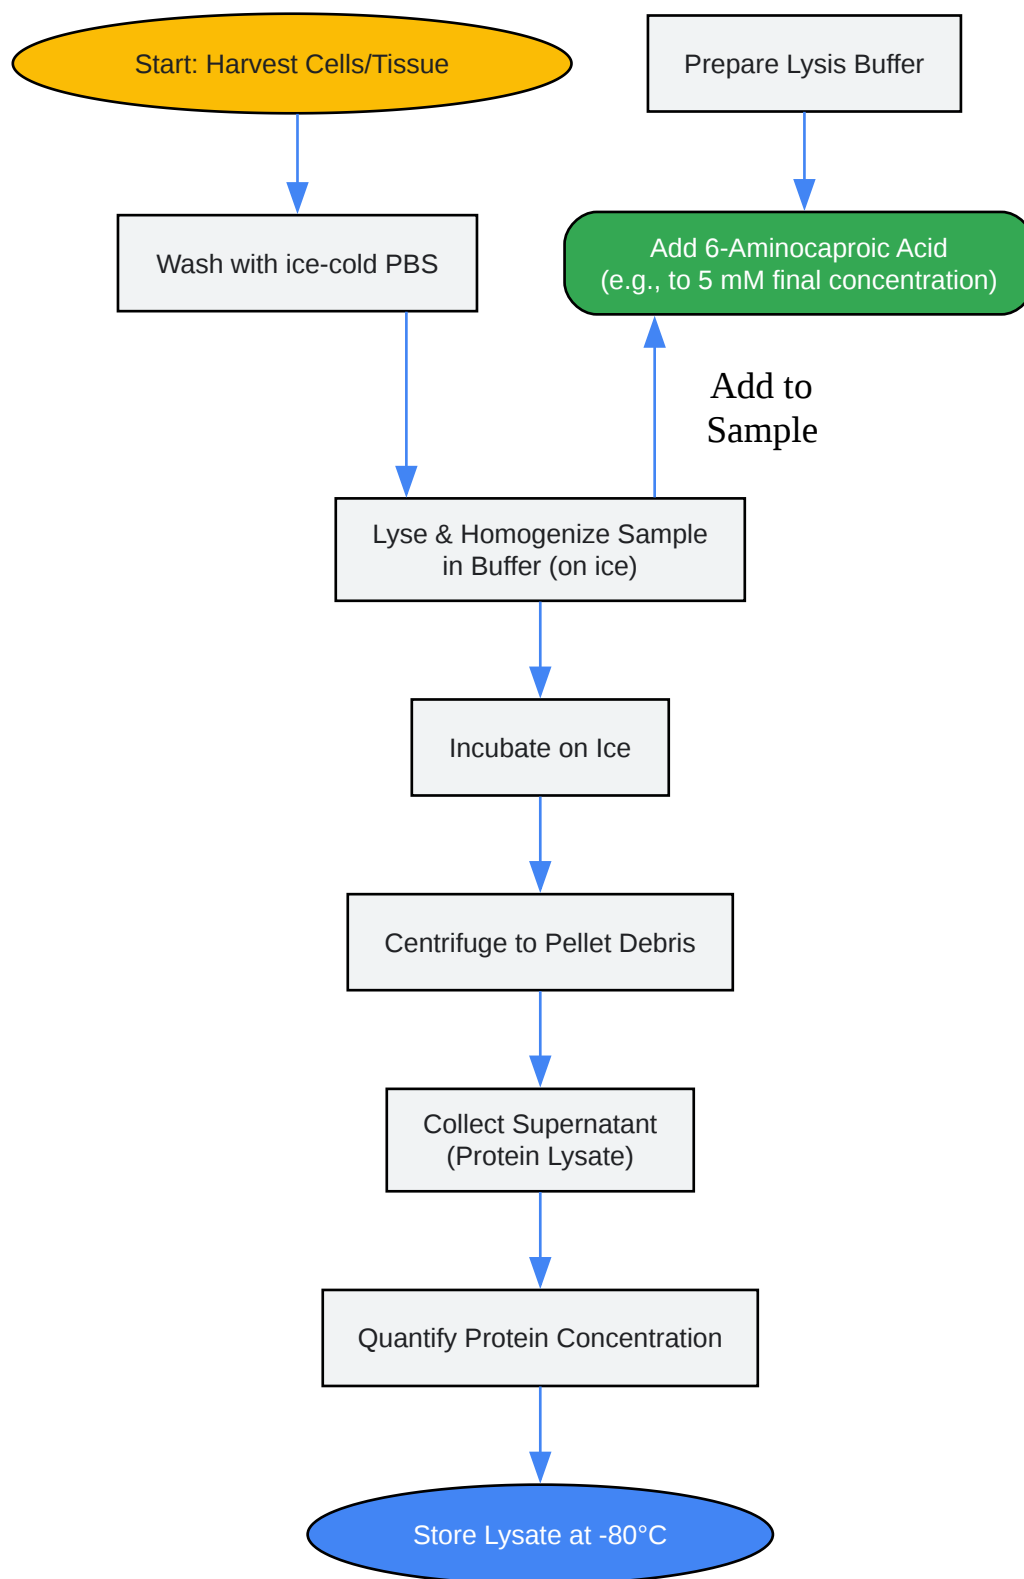 Start: Harvest Cells/Tissue
Prepare Lysis Buffer
Wash with ice-cold PBS
Add 6-Aminocaproic Acid
(e.g., to 5 mM final concentration)
Add to
Sample
Lyse & Homogenize Sample
in Buffer (on ice)
Incubate on Ice
Centrifuge to Pellet Debris
Collect Supernatant
(Protein Lysate)
Quantify Protein Concentration
Store Lysate at -80°C